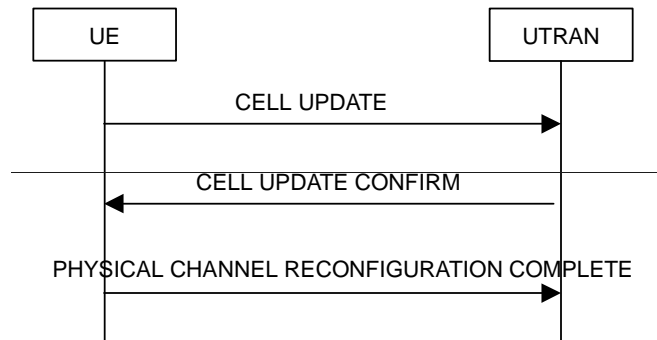 UE
UTRAN
CELL UPDATE
CELL UPDATE CONFIRM
PHYSICAL CHANNEL RECONFIGURATION COMPLETE